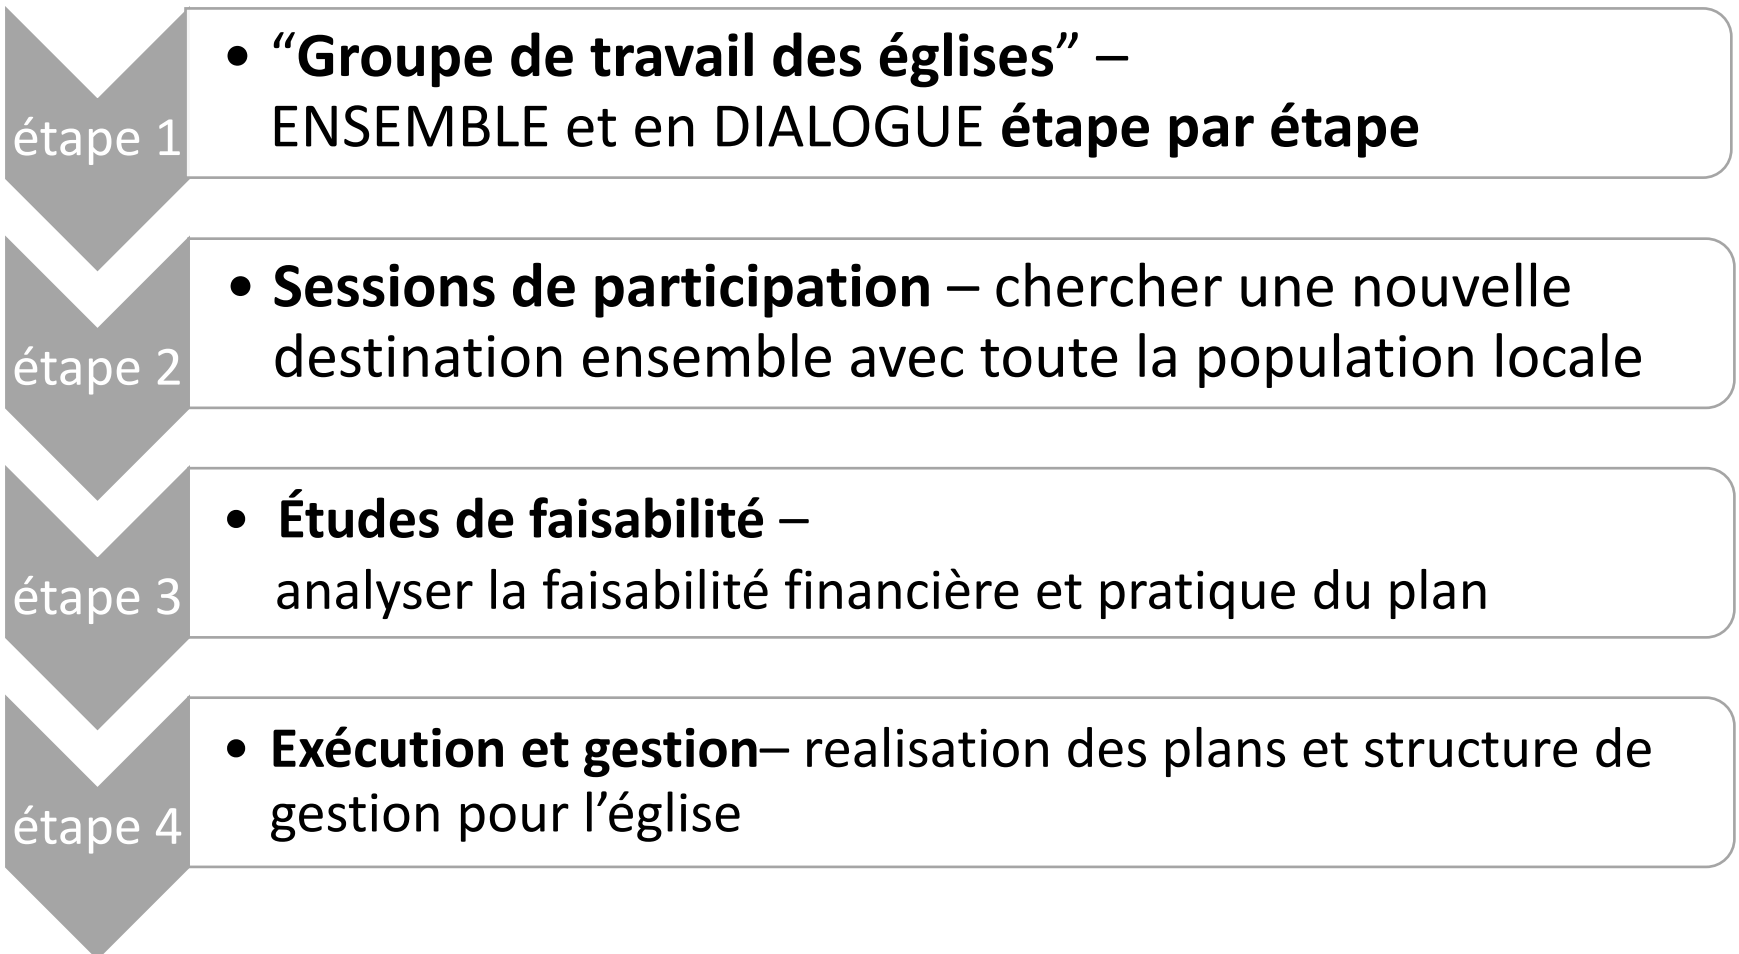 étape 1
• “Groupe de travail des églises” –
ENSEMBLE et en DIALOGUE étape par étape
étape 2
• Sessions de participation – chercher une nouvelle
destination ensemble avec toute la population locale
étape 3
• Études de faisabilité –
analyser la faisabilité financière et pratique du plan
étape 4
• Exécution et gestion– realisation des plans et structure de
gestion pour l’église